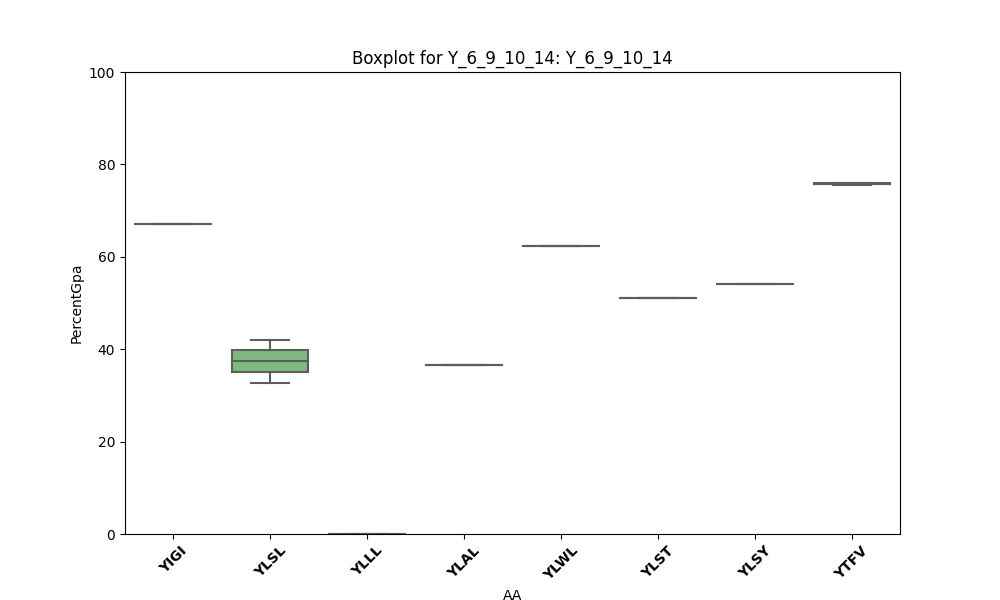 Boxplot for Y_6_9_10_14: Y_6_9_10_14
100
80
60
40
20
0
PercentGpa
YIGI
YLSL
YLLL
YLAL
YLWL
YLST
YLSY
YTFV
AA